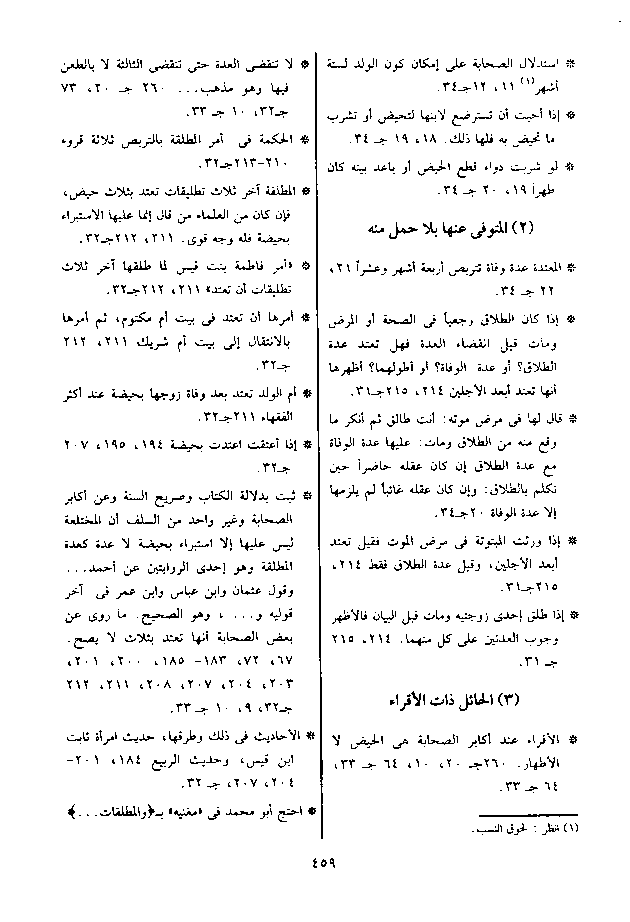 * استدلال الصحابة على إمكان كون الولد لستة
أشهر(١) ١١، ١٢جـ٣٤.
* إذا أحبت أن تسترضع لابنها لتحيض أو تشرب
ما تحيض به فلها ذلك. ١٨، ١٩ جـ ٣٤.
* لو شربت دواء قطع الحيض أو باعد بينه كان
طهراً ١٩، ٢٠ جـ ٣٤.
(٢) المتوفى عنها بلا حمل منه
* المعتدة عدة وفاة تتربص أربعة أشهر وعشراً ٢١،
٢٢ جـ ٣٤.
* إذا كان الطلاق رجعياً فى الصحة أو المرض
ومات قبل انقضاء العدة فهل تعتد عدة
الطلاق؟ أو عدة الوفاة؟ أو أطولهما؟ أظهرها
أنها تعتد أبعد الأجلين ٢١٤، ٢١٥جـ٣١.
* قال لها فى مرض موته: أنت طالق ثم أنكر ما
وقع منه من الطلاق ومات: عليها عدة الوفاة
مع عدة الطلاق إن كان عقله حاضراً حين
تكلم بالطلاق: وإن كان عقله غائباً لم يلزمها
إلا عدة الوفاة ٢٠جـ٣٤.
* إذا ورثت المبتوتة فى مرض الموت فقيل تعتد
أبعد الأجلين، وقيل عدة الطلاق فقط ٢١٤،
٢١٥جـ٣١.
* إذا طلق إحدى زوجتيه ومات قبل البيان فالأظهر
وجوب العدتين على كل منهما. ٢١٤، ٢١٥
جـ ٣١.
(٣) الحائل ذات الأقراء
* الأقراء عند أكابر الصحابة هى الحيض لا
الأطهار. ٢٦٠جـ ٢٠، ١٠، ٦٤ جـ ٣٣،
٦٤ جـ ٣٣.
(١) تنظر : لحوق النسب.
* لا تنقضى العدة حتى تنقضى الثالثة لا بالطعن
فيها وهو مذهب... ٢٦٠ جـ ٢٠، ٧٣
جـ٣٢، ١٠ جـ ٣٣.
* الحكمة فى أمر المطلقة بالتربص ثلاثة قروء
٢١٠-٢١٣جـ٣٢.
* المطلقة آخر ثلاث تطليقات تعتد بثلاث حيض،
فإن كان من العلماء من قال إنما عليها الاستبراء
بحيضة فله وجه قوى. ٢١١، ٢١٢جـ٣٢.
* «أمر فاطمة بنت قيس لما طلقها آخر ثلاث
تطليقات أن تعتد» ٢١١، ٢١٢جـ٣٢.
* أمرها أن تعتد فى بيت أم مكتوم، ثم أمرها
بالانتقال إلى بيت أم شريك ٢١١، ٢١٢
جـ٣٢.
* أم الولد تعتد بعد وفاة زوجها بحيضة عند أكثر
الفقهاء ٢١١جـ٣٢.
* إذا أعتقت اعتدت بحيضة ١٩٤، ١٩٥، ٢٠٧
جـ٣٢.
* ثبت بدلالة الكتاب وصريح السنة وعن أكابر
الصحابة وغير واحد من السلف أن المختلعة
ليس عليها إلا استبراء بحيضة لا عدة كعدة
المطلقة وهو إحدى الروايتين عن أحمد...
وقول عثمان وابن عباس وابن عمر فى آخر
قوليه و...، وهو الصحيح. ما روى عن
بعض الصحابة أنها تعتد بثلاث لا يصح.
٦٧، ٧٢، ١٨٣- ١٨٥، ٢٠٠، ٢٠١،
٢٠٣، ٢٠٤، ٢٠٧، ٢٠٨، ٢١١، ٢١٢
جـ٣٢، ٩، ١٠ جـ٣٣.
* الأحاديث فى ذلك وطرقها، حديث امرأة ثابت
ابن قيس، وحديث الربيع ١٨٤، ٢٠١-
٢٠٤، ٢٠٧، جـ ٣٢.
* احتج أبو محمد فى «مغنيه» بـ﴿والمطلقات...﴾
٤٥٩